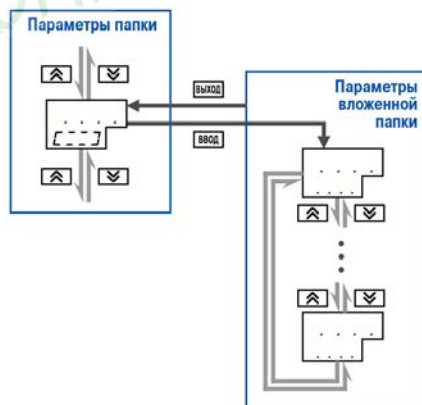 Параметры папки
ВЫХОД
ВВОД
Параметры
вложенной
папки